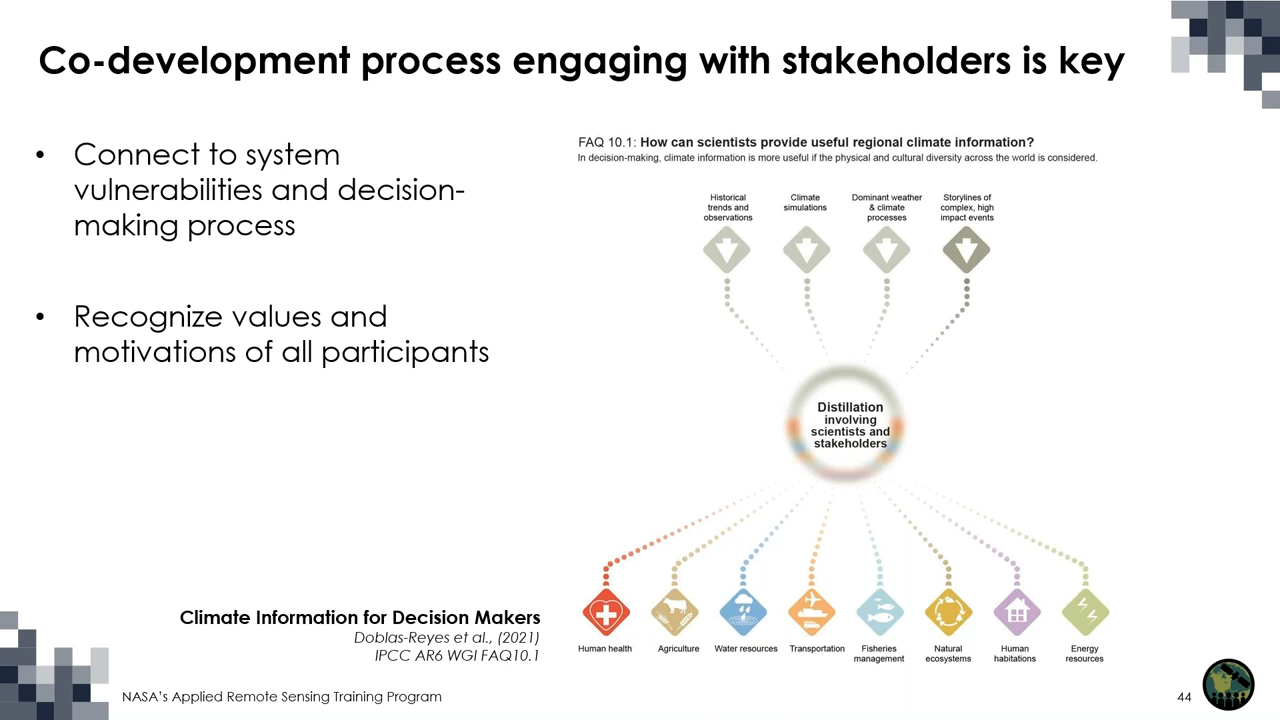 Co-development process engaging with stakeholders is key
• Connect to system
vulnerabilities and decision-
making process
• Recognize values and
motivations of all participants
FAQ 10.1: How can scientists provide useful regional climate information?
In decision-making, climate information is more useful if the physical and cultural diversity across the world is considered.
Historical
trends and
observations
Climate
simulations
Dominant weather
& climate
processes
Storylines of
complex, high
impact events
Distillation
involving
scientists and
stakeholders
Human health
Agriculture
Water resources
Transportation
Fisheries
management
Natural
ecosystems
Human
habitations
Energy
resources
Climate Information for Decision Makers
Doblas-Reyes et al., (2021)
IPCC AR6 WGI FAQ10.1
NASA's Applied Remote Sensing Training Program
44